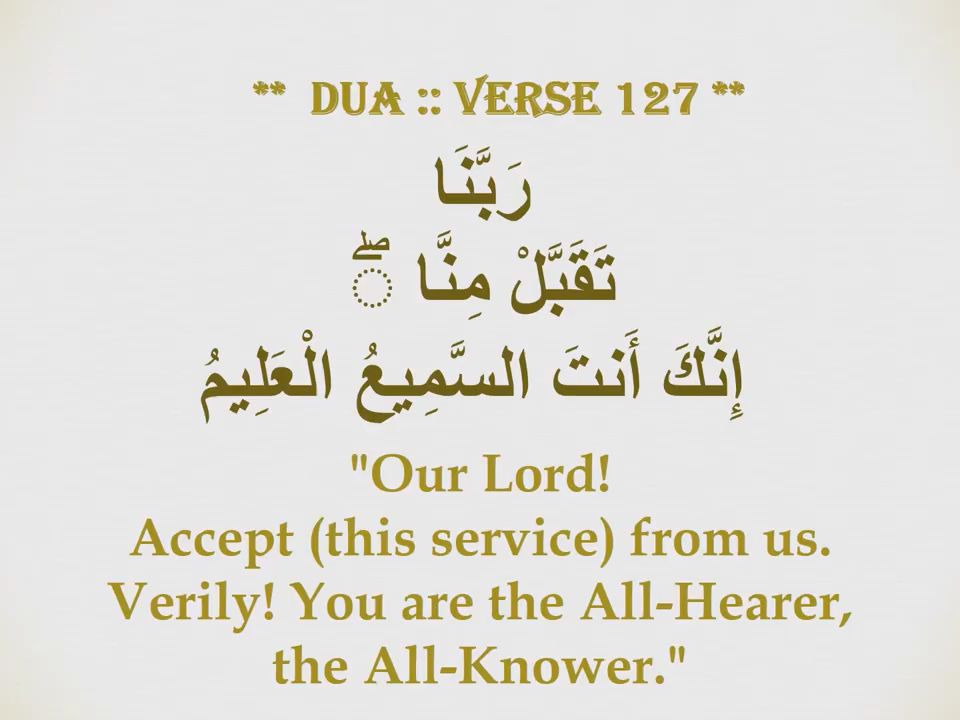 ** DUA :: VERSE 127 **
رَبَّنَا
تَقَبَّلْ مِنَّا ۖ
إِنَّكَ أَنتَ السَّمِيعُ الْعَلِيمُ
"Our Lord!
Accept (this service) from us.
Verily! You are the All-Hearer,
the All-Knower."